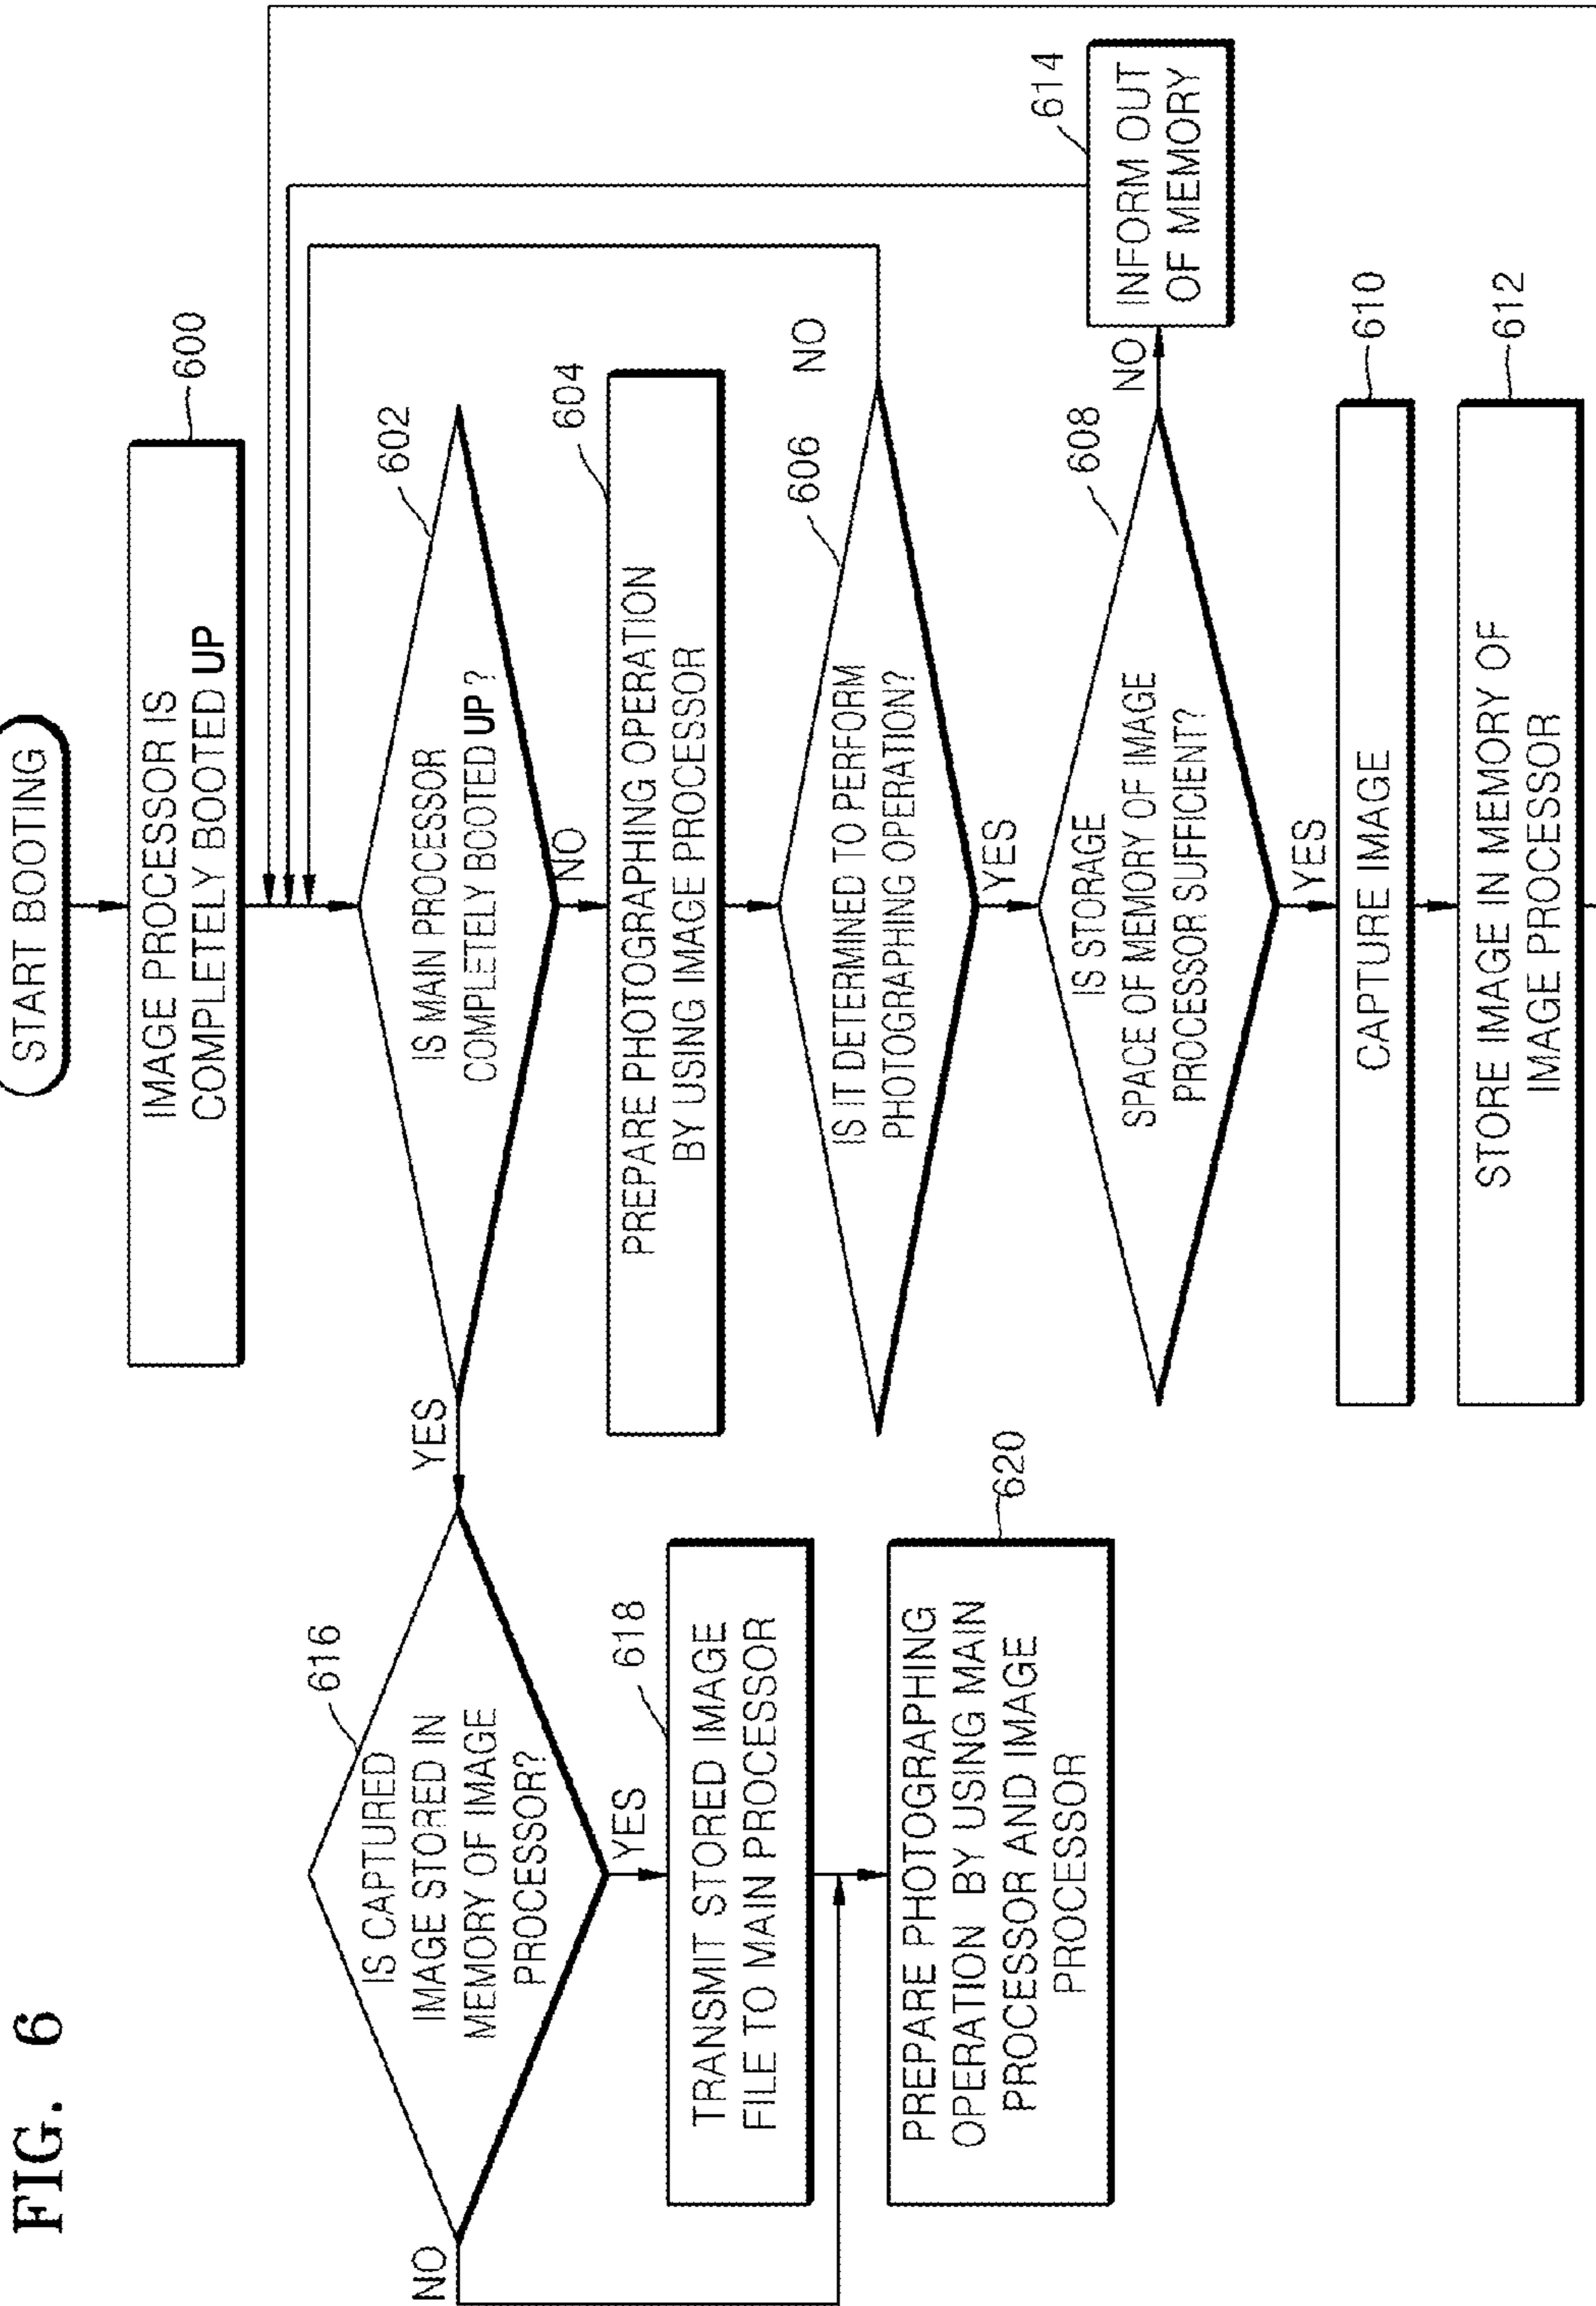 FIG. 6
START BOOTING
IMAGE PROCESSOR IS
COMPLETELY BOOTED UP
600
IS MAIN PROCESSOR
COMPLETELY BOOTED UP ?
602
YES
NO
PREPARE PHOTOGRAPHING OPERATION
BY USING IMAGE PROCESSOR
604
IS IT DETERMINED TO PERFORM
PHOTOGRAPHING OPERATION?
606
NO
YES
IS STORAGE
SPACE OF MEMORY OF IMAGE
PROCESSOR SUFFICIENT?
608
NO
INFORM OUT
OF MEMORY
614
YES
CAPTURE IMAGE
610
STORE IMAGE IN MEMORY OF
IMAGE PROCESSOR
612
IS CAPTURED
IMAGE STORED IN
MEMORY OF IMAGE
PROCESSOR?
616
NO
YES
TRANSMIT STORED IMAGE
FILE TO MAIN PROCESSOR
618
PREPARE PHOTOGRAPHING
OPERATION BY USING MAIN
PROCESSOR AND IMAGE
PROCESSOR
620